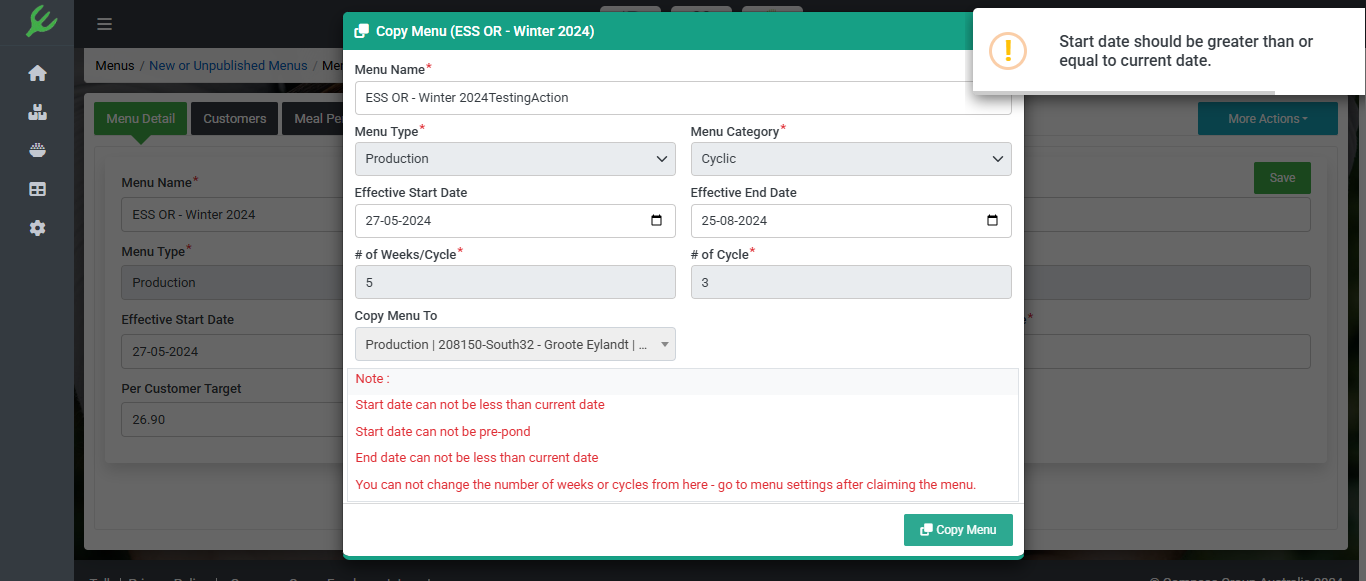 Copy Menu (ESS OR - Winter 2024)
Start date should be greater than or
equal to current date.
Menus / New or Unpublished Menus /
Menu Detail
Customers
More Actions
Menu Name*
ESS OR - Winter 2024
Save
Menu Type*
Production
Effective Start Date
27-05-2024
Per Customer Target
26.90
Menu Name*
ESS OR - Winter 2024TestingAction
Menu Type*
Menu Category*
Production
Cyclic
Effective Start Date
Effective End Date
27-05-2024
25-08-2024
# of Weeks/Cycle*
# of Cycle*
5
3
Copy Menu To
Production | 208150-South32 - Groote Eylandt | ...
Note :
Start date can not be less than current date
Start date can not be pre-pond
End date can not be less than current date
You can not change the number of weeks or cycles from here - go to menu settings after claiming the menu.
Copy Menu